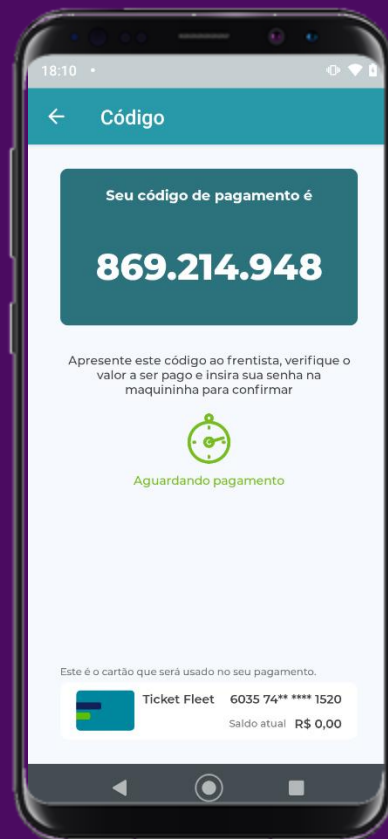 18:10
Código
Seu código de pagamento é
869.214.948
Apresente este código ao frentista, verifique o
valor a ser pago e insira sua senha na
maquininha para confirmar
Aguardando pagamento
Este é o cartão que será usado no seu pagamento.
Ticket Fleet 6035 74** **** 1520
Saldo atual R$ 0,00